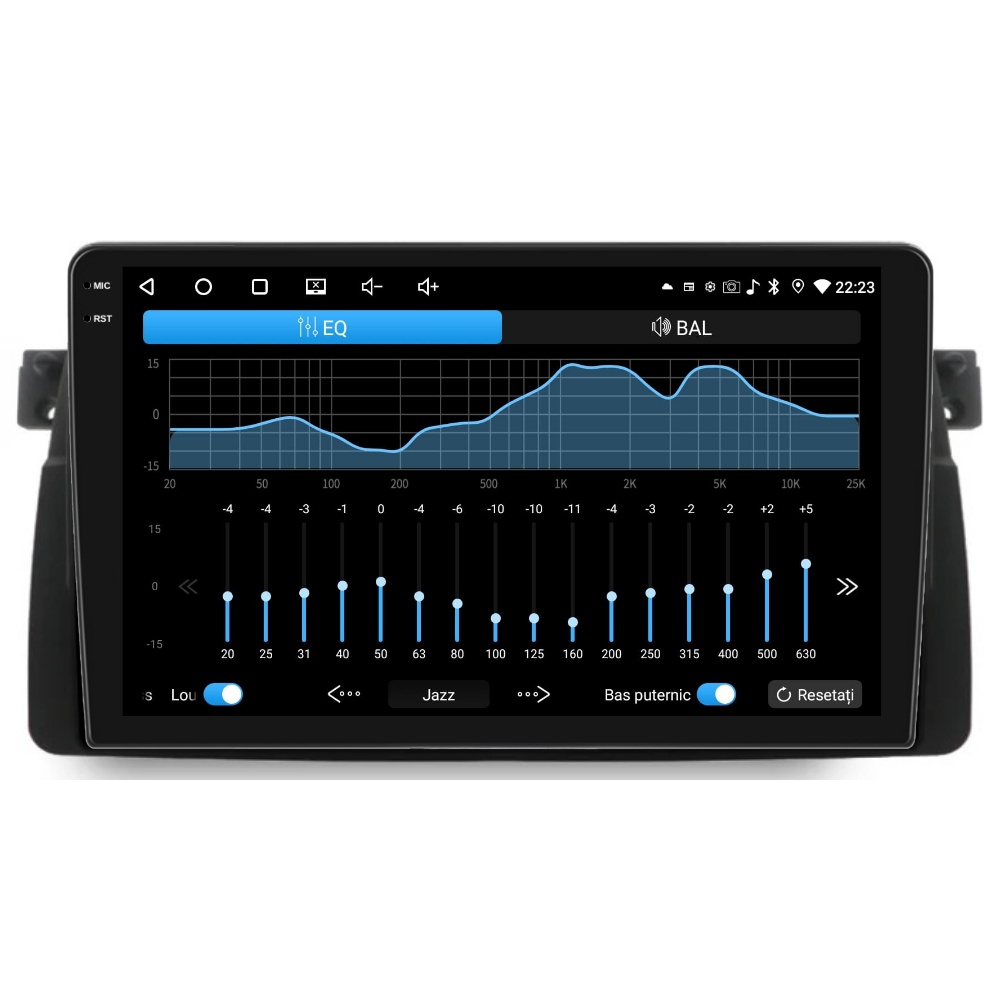 MIC
22:23
RST
EQ BAL
15
0
-15
20 50 100 200 500 1K 2K 5K 10K 25K
-4 -4 -3 -1 0 -4 -6 -10 -10 -11 -4 -3 -2 -2 +2 +5
15
0
-15
20 25 31 40 50 63 80 100 125 160 200 250 315 400 500 630
s Lou Jazz Bas puternic Resetați